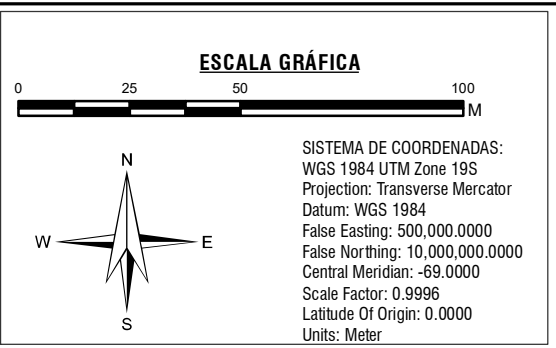 ESCALA GRÁFICA
0 25 50 100
M
N
W E
S
SISTEMA DE COORDENADAS:
WGS 1984 UTM Zone 19S
Projection: Transverse Mercator
Datum: WGS 1984
False Easting: 500,000.0000
False Northing: 10,000,000.0000
Central Meridian: -69.0000
Scale Factor: 0.9996
Latitude Of Origin: 0.0000
Units: Meter